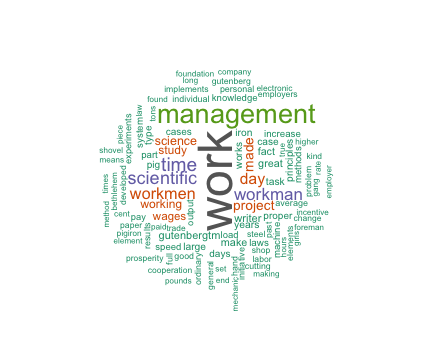 foundation company
long gutenberg
implements personal electronic
found individual knowledge employers
management
tons
law
system
type
piece
experiments
shovel
means
cases
science
study
part
pig
time
scientific
workmen
working
wages
work
iron
works
made
case
fact
great
day
task
increase
true
principles
methods
higher
kind
rate
gang
problem
employer
workman
project
average
incentive
change
foreman
times
bethlehem
developed
method
cent
pay
paper
paid
trade
pigiron
element
results
output
writer
proper
years
past
machine
hours
elements
girls
gutenbergtm
load
steel
speed
large
make
laws
shop
labor
cutting
making
prosperity
full
good
days
initiative
cooperation
ordinary
general
set
end
pounds
mechanic
hand